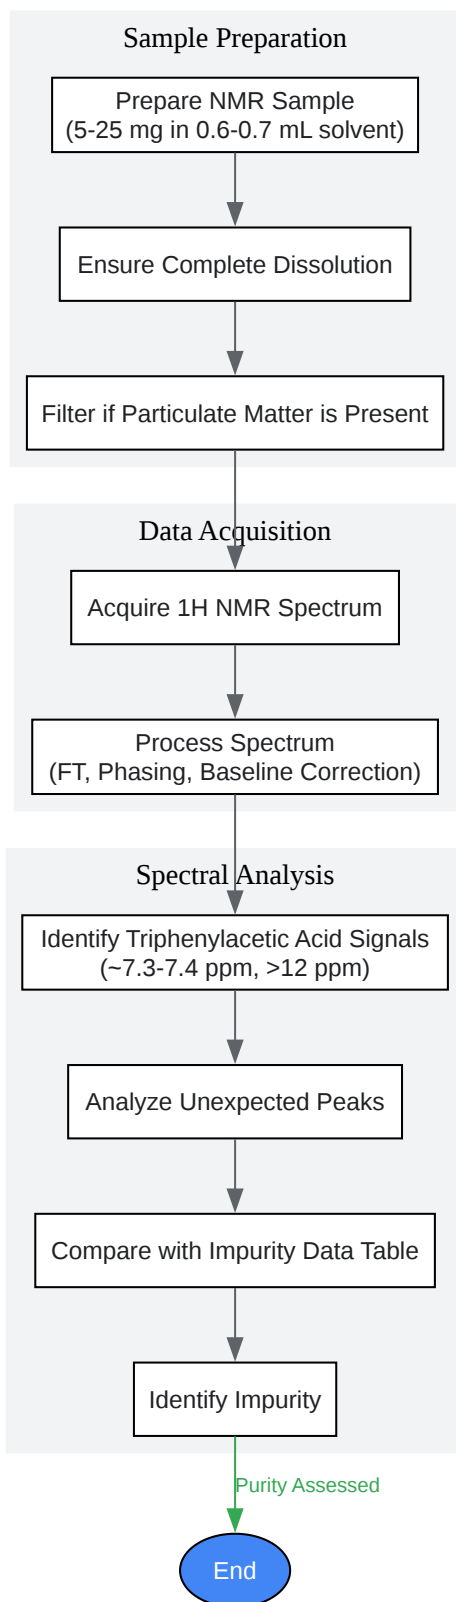 Sample Preparation
Prepare NMR Sample
(5-25 mg in 0.6-0.7 mL solvent)
Ensure Complete Dissolution
Filter if Particulate Matter is Present
Data Acquisition
Acquire 1H NMR Spectrum
Process Spectrum
(FT, Phasing, Baseline Correction)
Spectral Analysis
Identify Triphenylacetic Acid Signals
(~7.3-7.4 ppm, >12 ppm)
Analyze Unexpected Peaks
Compare with Impurity Data Table
Identify Impurity
Purity Assessed
End